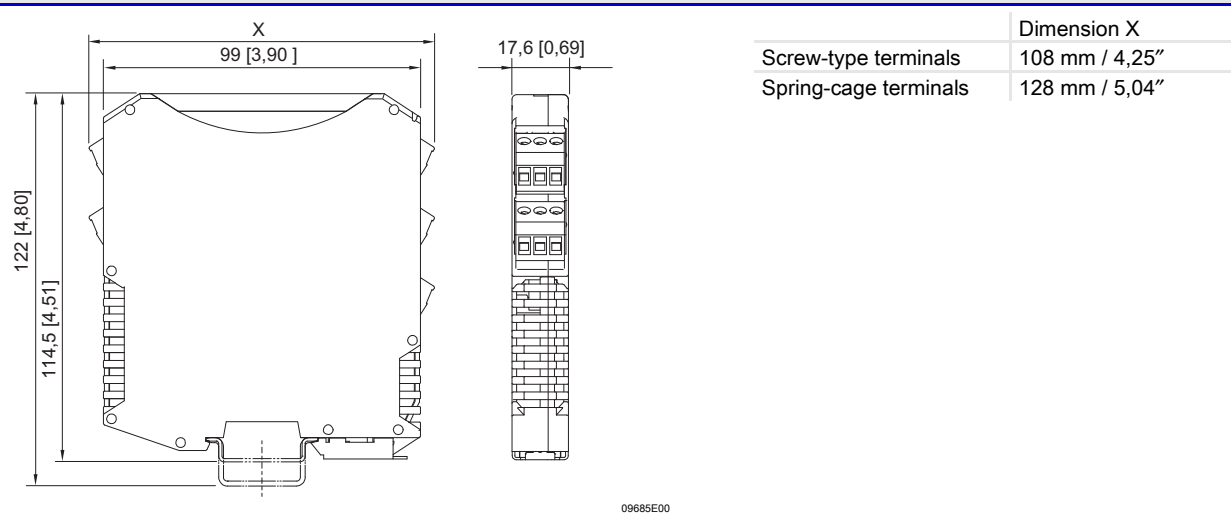 X
99 [3,90 ]
17,6 [0,69]
122 [4,80]
114,5 [4,51]
09685E00
Dimension X
Screw-type terminals 108 mm / 4,25″
Spring-cage terminals 128 mm / 5,04″